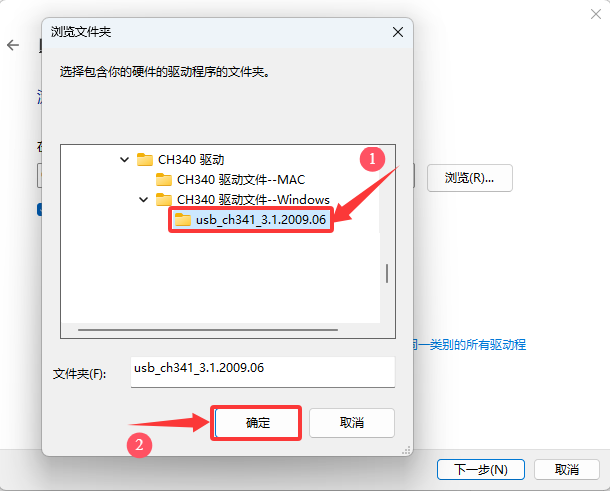 浏览文件夹
选择包含你的硬件的驱动程序的文件夹。
CH340 驱动
1
CH340 驱动文件--MAC
浏览(R)...
CH340 驱动文件--Windows
usb_ch341_3.1.2009.06
同一类别的所有驱动程
文件夹(F):
usb_ch341_3.1.2009.06
确定
取消
2
下一步(N)
取消